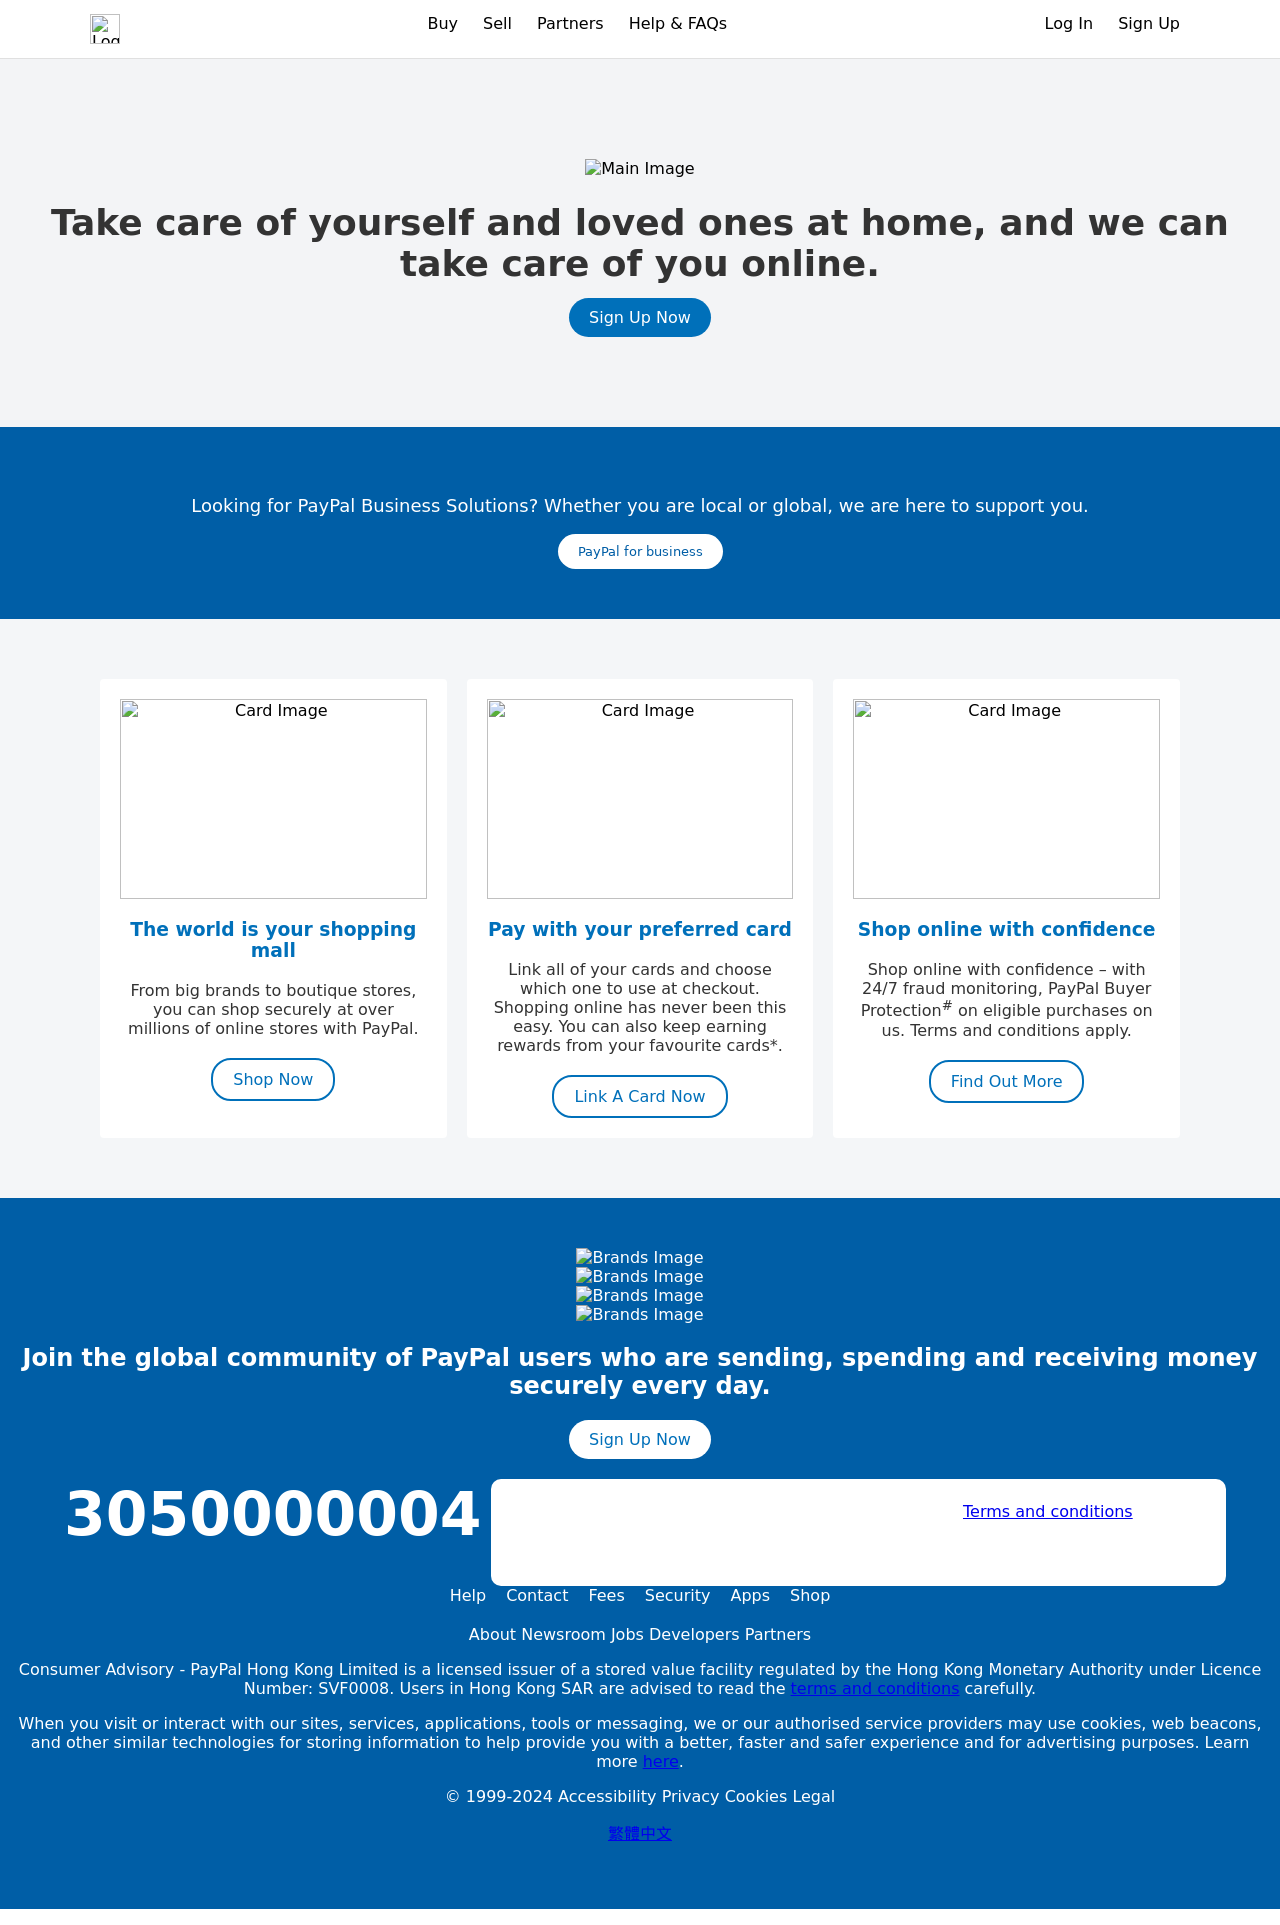 Buy Sell Partners Help & FAQs Log In Sign Up
Main Image
Take care of yourself and loved ones at home, and we can
take care of you online.
Sign Up Now
Looking for PayPal Business Solutions? Whether you are local or global, we are here to support you.
PayPal for business
Card Image
The world is your shopping
mall
From big brands to boutique stores,
you can shop securely at over
millions of online stores with PayPal.
Shop Now
Card Image
Pay with your preferred card
Link all of your cards and choose
which one to use at checkout.
Shopping online has never been this
easy. You can also keep earning
rewards from your favourite cards*.
Link A Card Now
Card Image
Shop online with confidence
Shop online with confidence – with
24/7 fraud monitoring, PayPal Buyer
Protection# on eligible purchases on
us. Terms and conditions apply.
Find Out More
Brands Image
Brands Image
Brands Image
Brands Image
Join the global community of PayPal users who are sending, spending and receiving money
securely every day.
Sign Up Now
3050000004
Terms and conditions
Help Contact Fees Security Apps Shop
About Newsroom Jobs Developers Partners
Consumer Advisory - PayPal Hong Kong Limited is a licensed issuer of a stored value facility regulated by the Hong Kong Monetary Authority under Licence
Number: SVF0008. Users in Hong Kong SAR are advised to read the terms and conditions carefully.
When you visit or interact with our sites, services, applications, tools or messaging, we or our authorised service providers may use cookies, web beacons,
and other similar technologies for storing information to help provide you with a better, faster and safer experience and for advertising purposes. Learn
more here.
© 1999-2024 Accessibility Privacy Cookies Legal
繁體中文